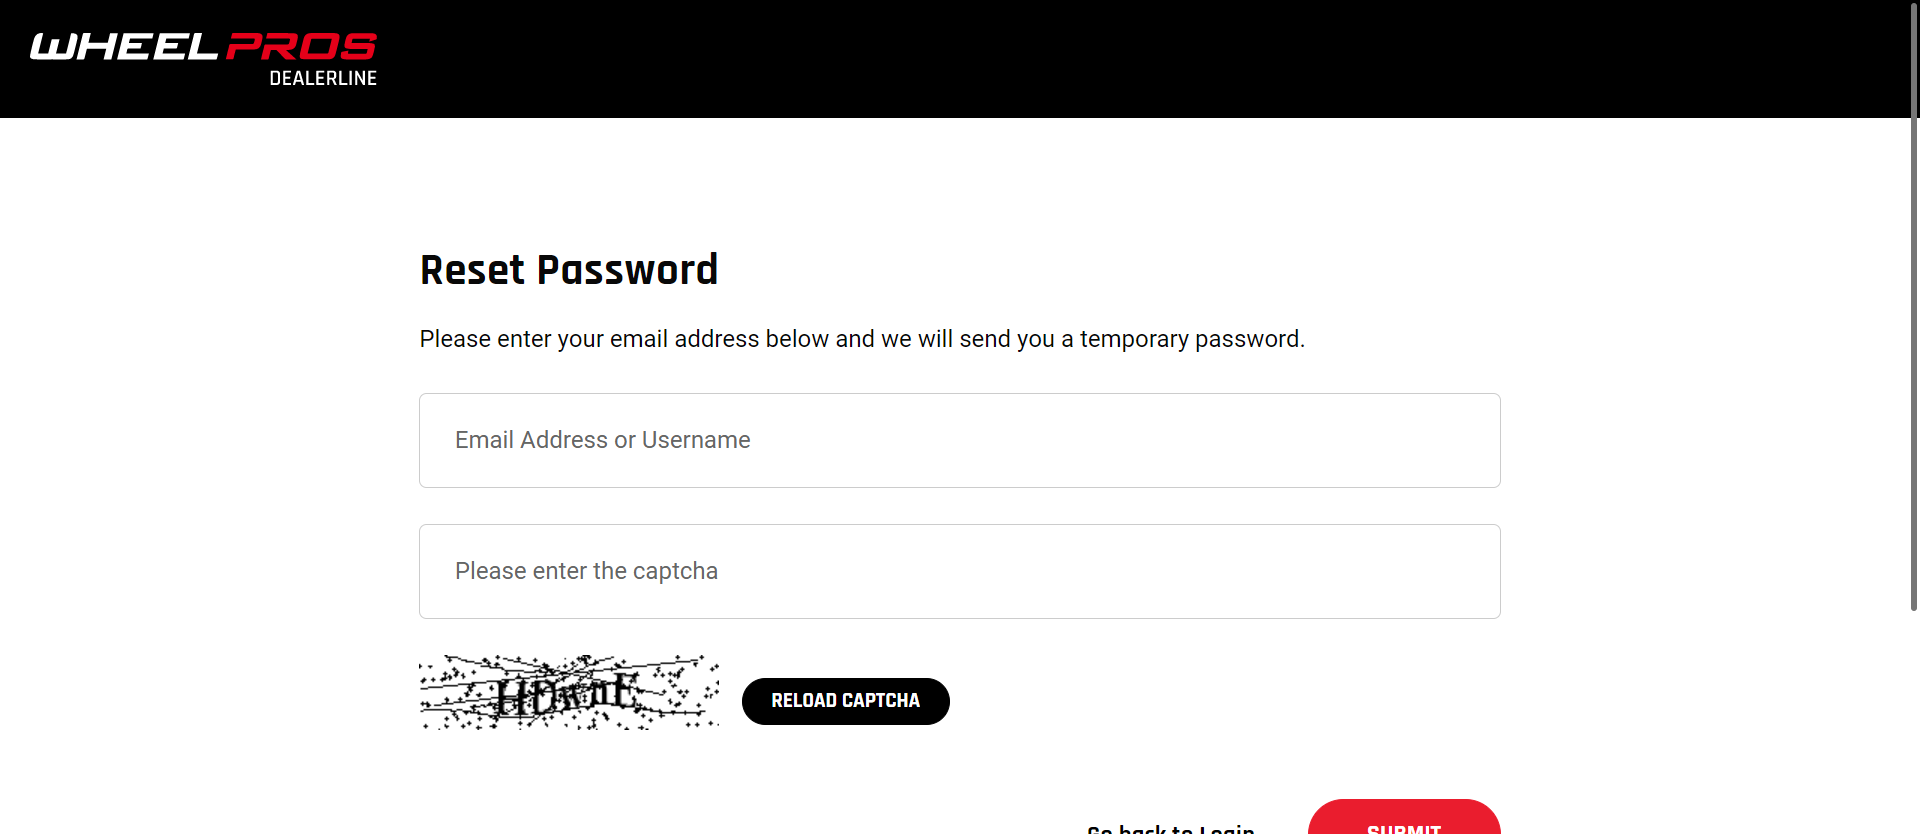 WHEEL PROS
DEALERLINE
Reset Password
Please enter your email address below and we will send you a temporary password.
Email Address or Username
Please enter the captcha
RELOAD CAPTCHA
Go back to Login
SUBMIT